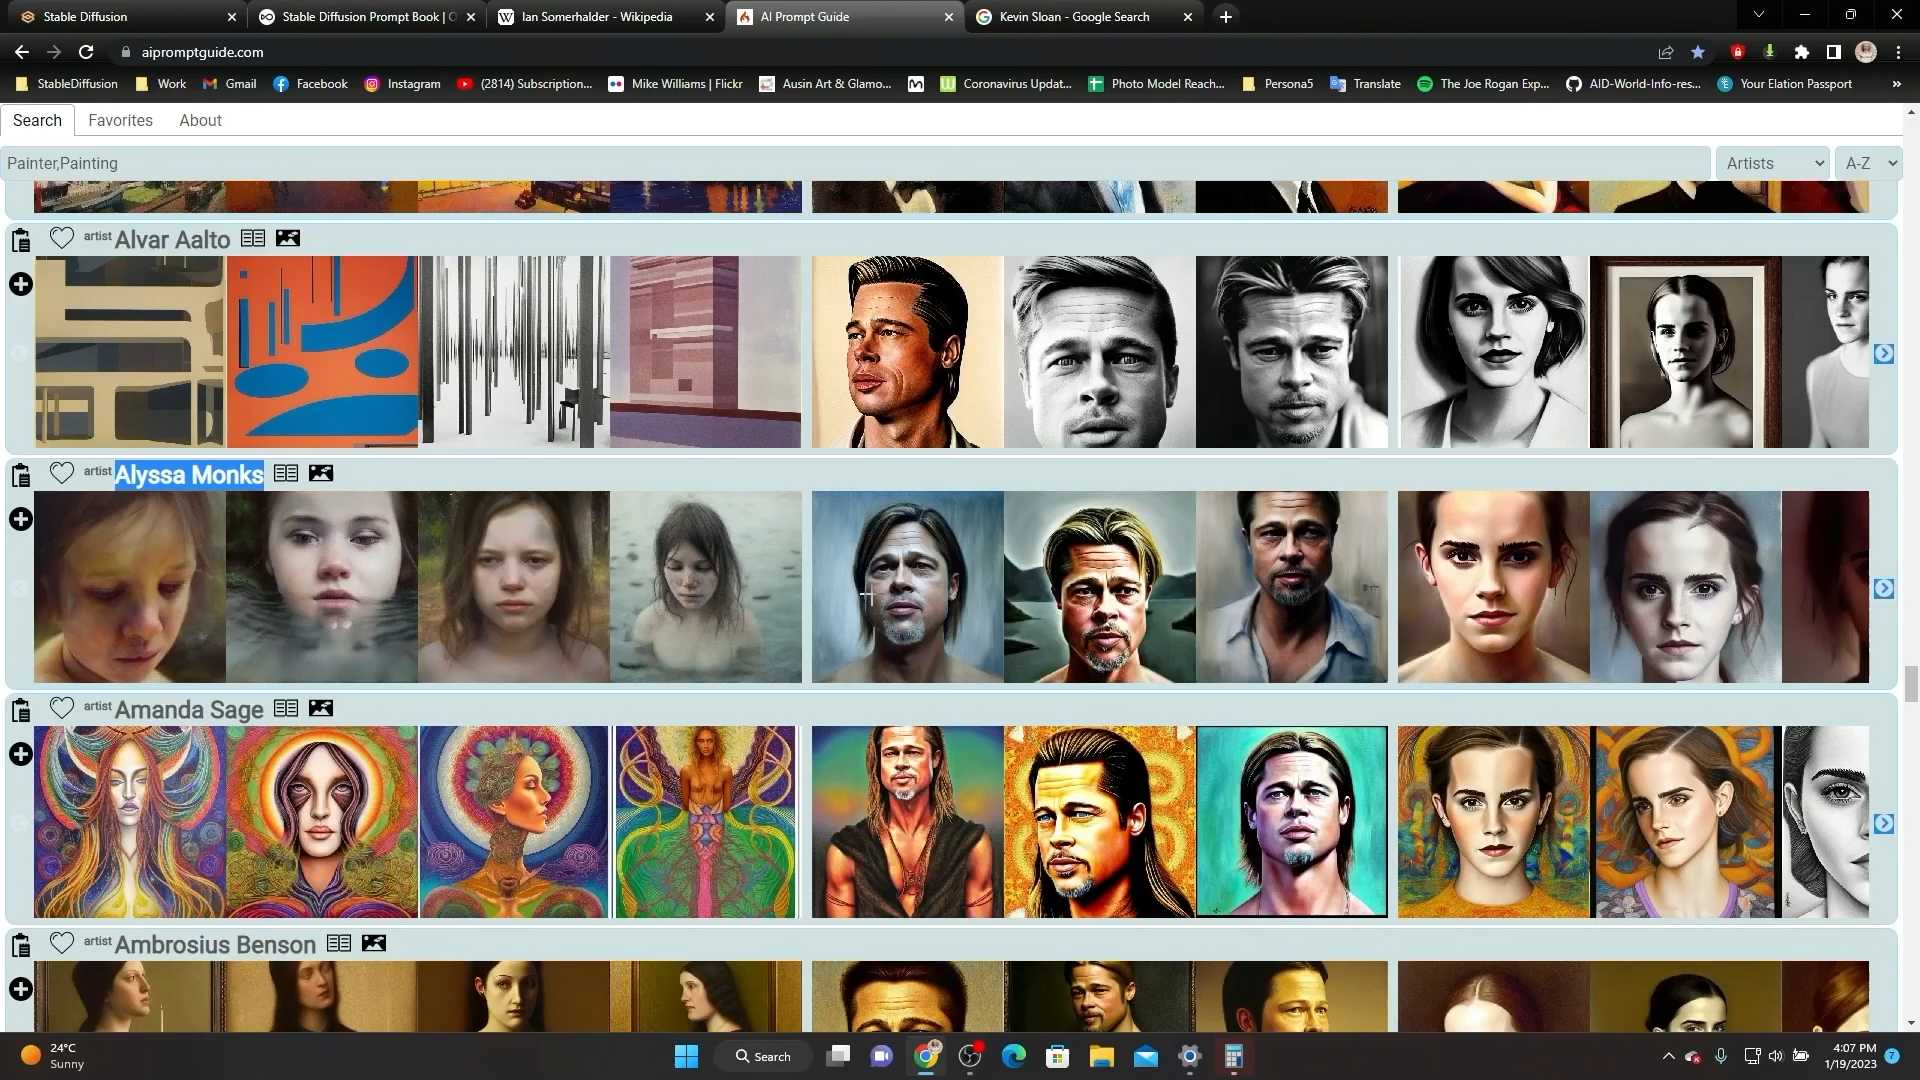 Stable Diffusion
Stable Diffusion Prompt Book |
Ian Somerhalder - Wikipedia
AI Prompt Guide
Kevin Sloan - Google Search
aipromptguide.com
StableDiffusion
Work
Gmail
Facebook
Instagram
(2814) Subscription...
Mike Williams | Flickr
Ausin Art & Glamo...
Coronavirus Updat...
Photo Model Reach...
Persona5
Translate
The Joe Rogan Exp...
AID-World-Info-res...
Your Elation Passport
»
Search
Favorites
About
Painter,Painting
Artists
A-Z
artist Alvar Aalto
artist Alyssa Monks
artist Amanda Sage
artist Ambrosius Benson
24°C
Sunny
Search
4:07 PM
1/19/2023
7